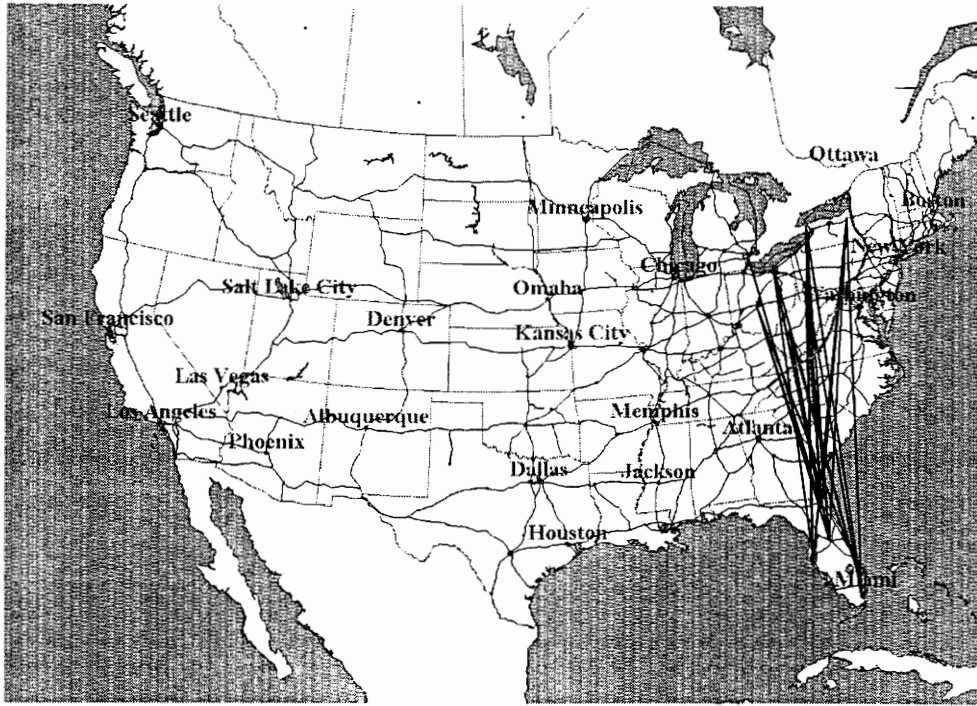 Seattle
Ottawa
Minneapolis
Boston
New York
Chicago
Salt Lake City
Omaha
Washington
San Francisco
Denver
Kansas City
Las Vegas
Los Angeles
Albuquerque
Memphis
Phoenix
Atlanta
Dallas
Jackson
Houston
Miami